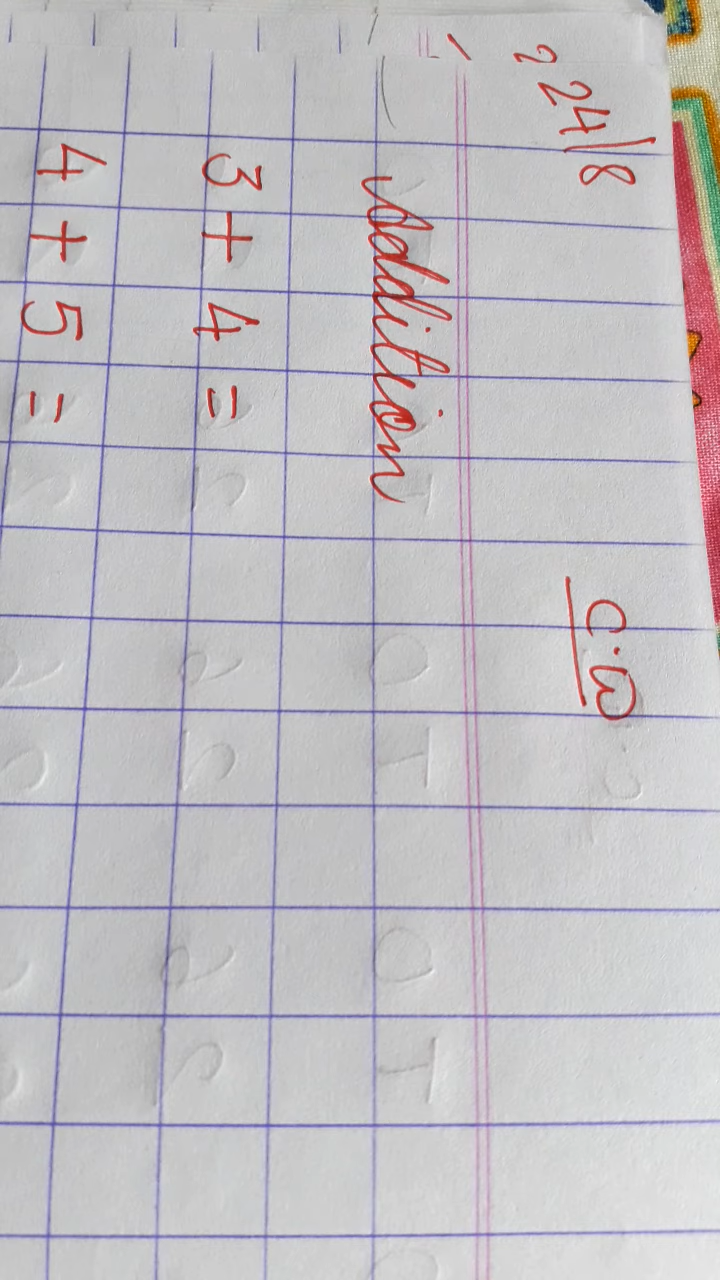 24/8
C.W
Addition
3 + 4 =
4 + 5 =